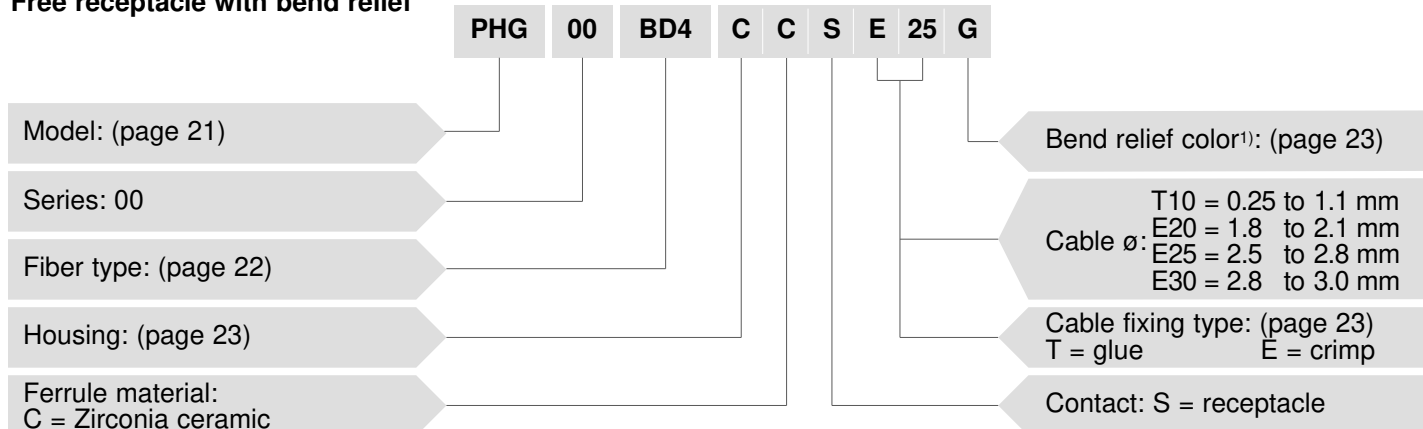 Free receptacle with bend relief
PHG 00 BD4 C C S E 25 G
Model: (page 21)
Series: 00
Fiber type: (page 22)
Housing: (page 23)
Ferrule material:
C = Zirconia ceramic
Bend relief color1): (page 23)
Cable ø:
T10 = 0.25 to 1.1 mm
E20 = 1.8 to 2.1 mm
E25 = 2.5 to 2.8 mm
E30 = 2.8 to 3.0 mm
Cable fixing type: (page 23)
T = glue E = crimp
Contact: S = receptacle